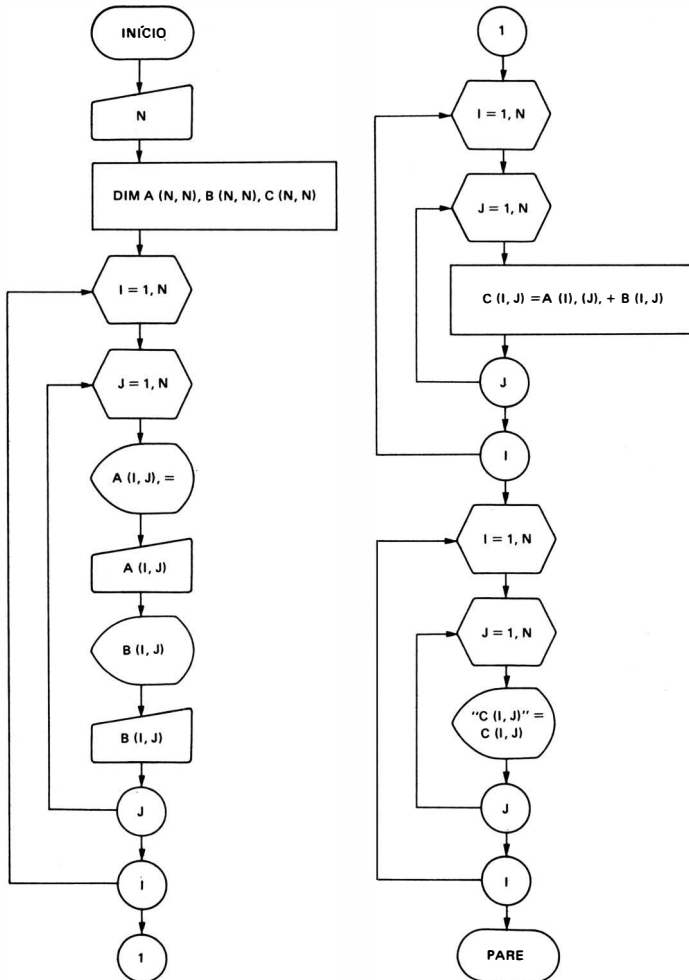 INÍCIO
N
DIM A (N, N), B (N, N), C (N, N)
I = 1, N
J = 1, N
A (I, J), =
A (I, J)
B (I, J)
B (I, J)
J
I
1
1
I = 1, N
J = 1, N
C (I, J) = A (I), (J), + B (I, J)
J
I
I = 1, N
J = 1, N
"C (I, J)" =
C (I, J)
J
I
PARE